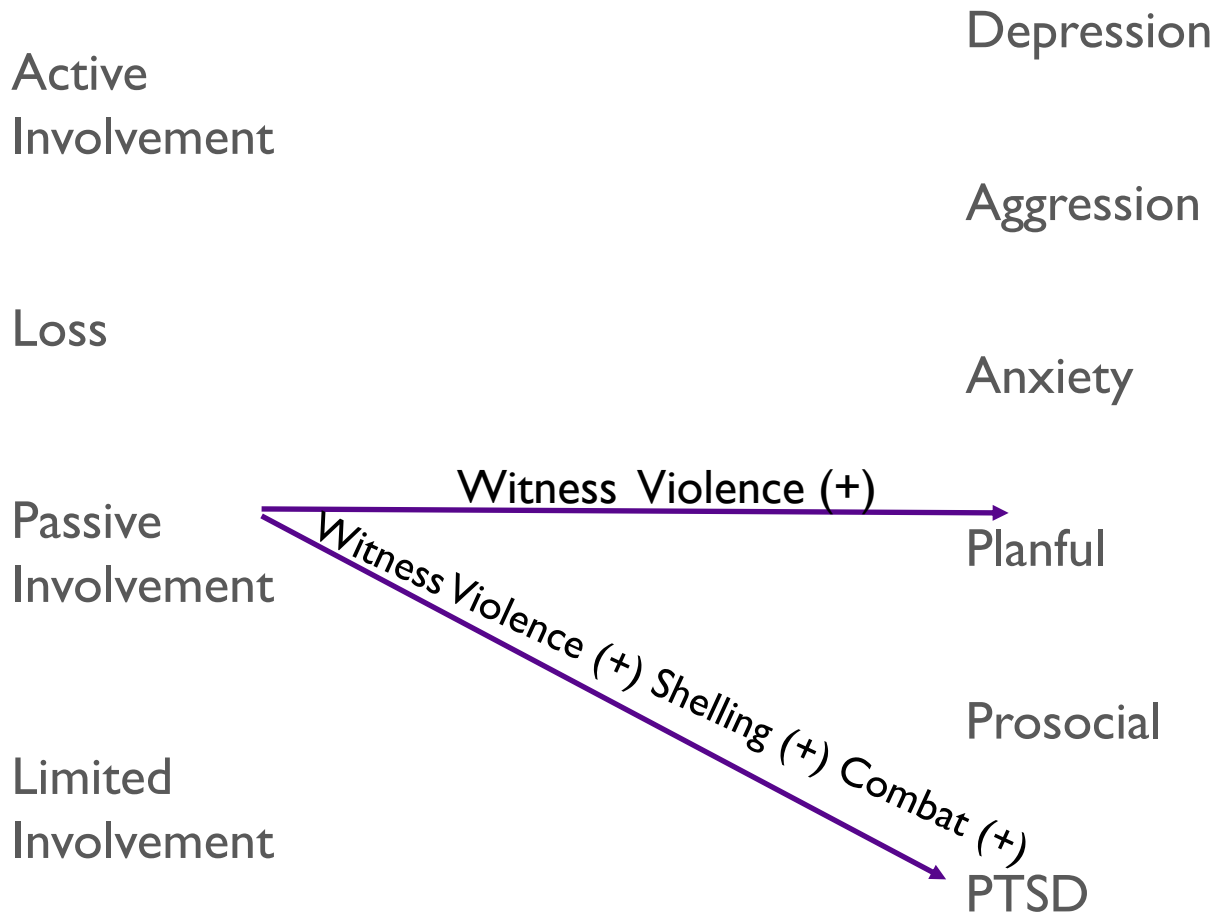 Depression
Active
Involvement
Aggression
Loss
Anxiety
Witness Violence (+)
Passive
Involvement
Planful
Witness Violence (+) Shelling (+) Combat (+)
Prosocial
Limited
Involvement
PTSD